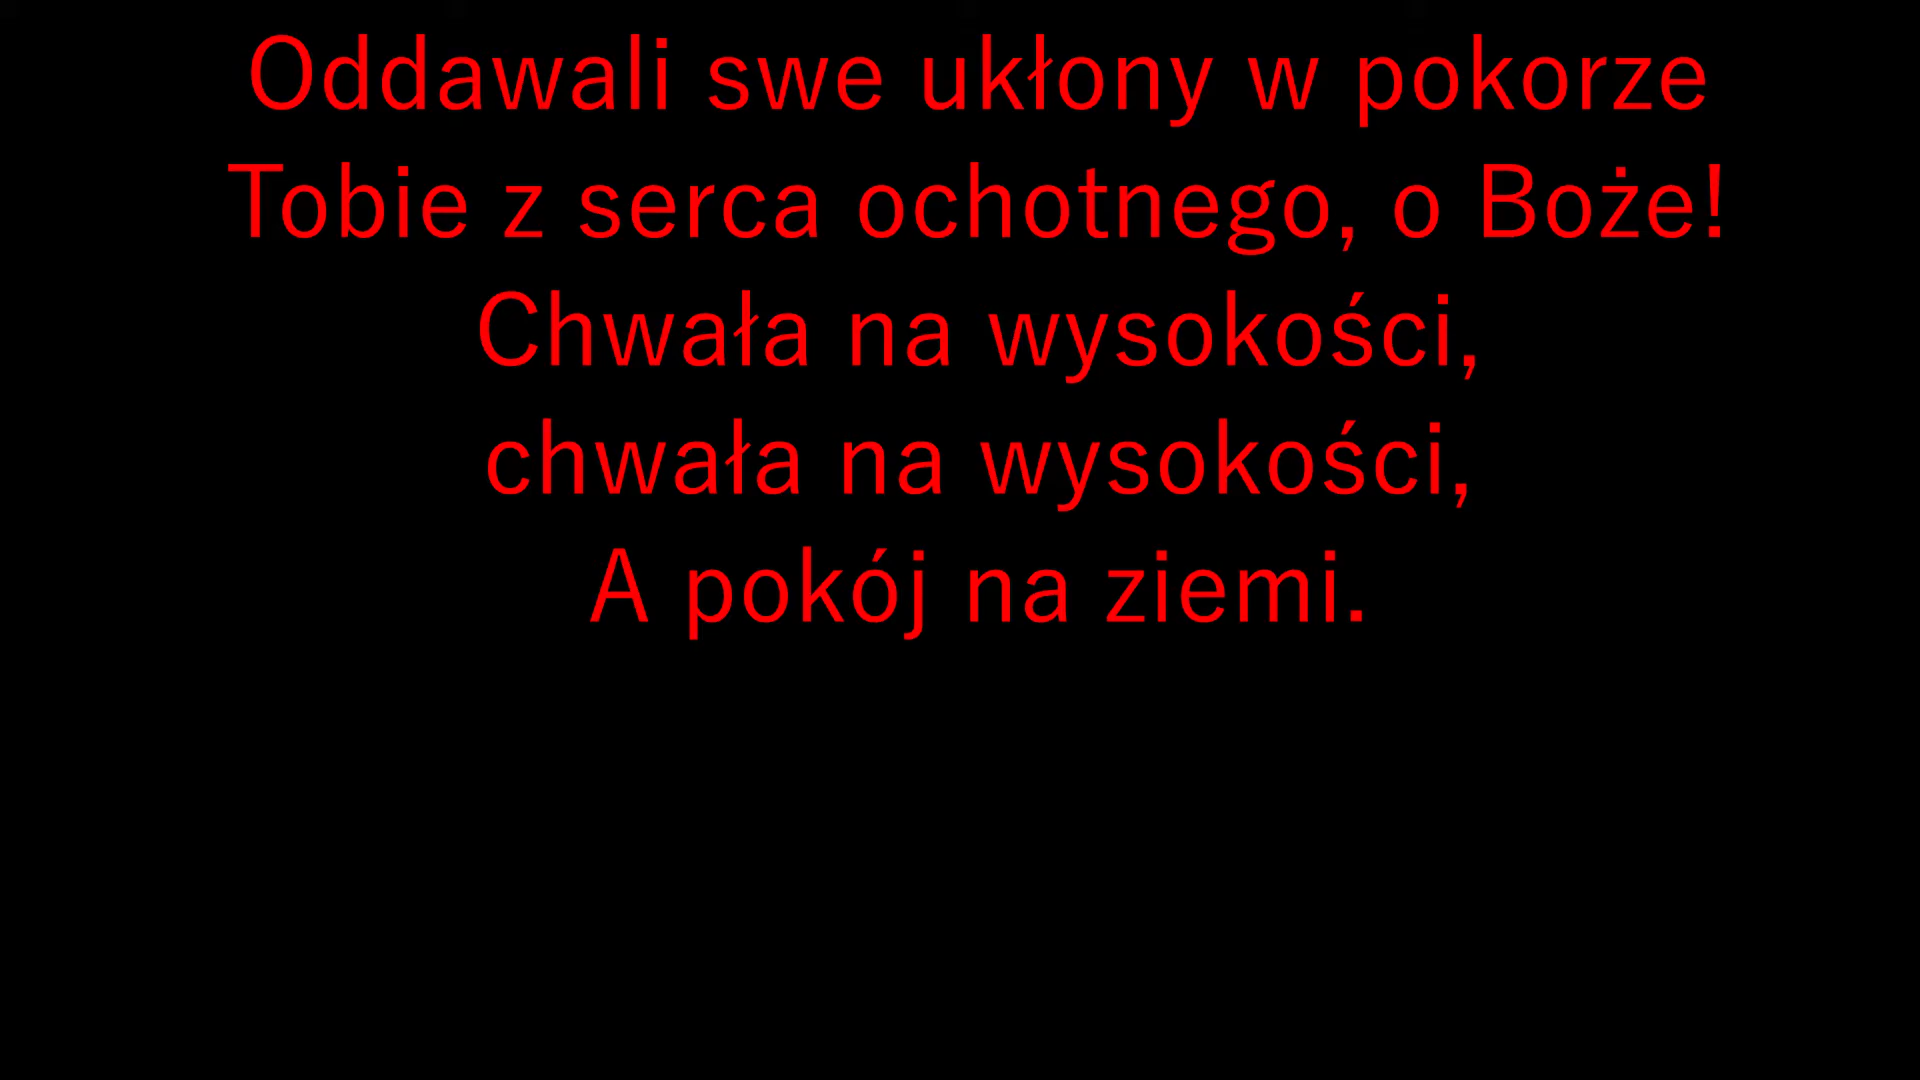 Oddawali swe ukłony w pokorze
Tobie z serca ochotnego, o Boże!
Chwała na wysokości,
chwała na wysokości,
A pokój na ziemi.